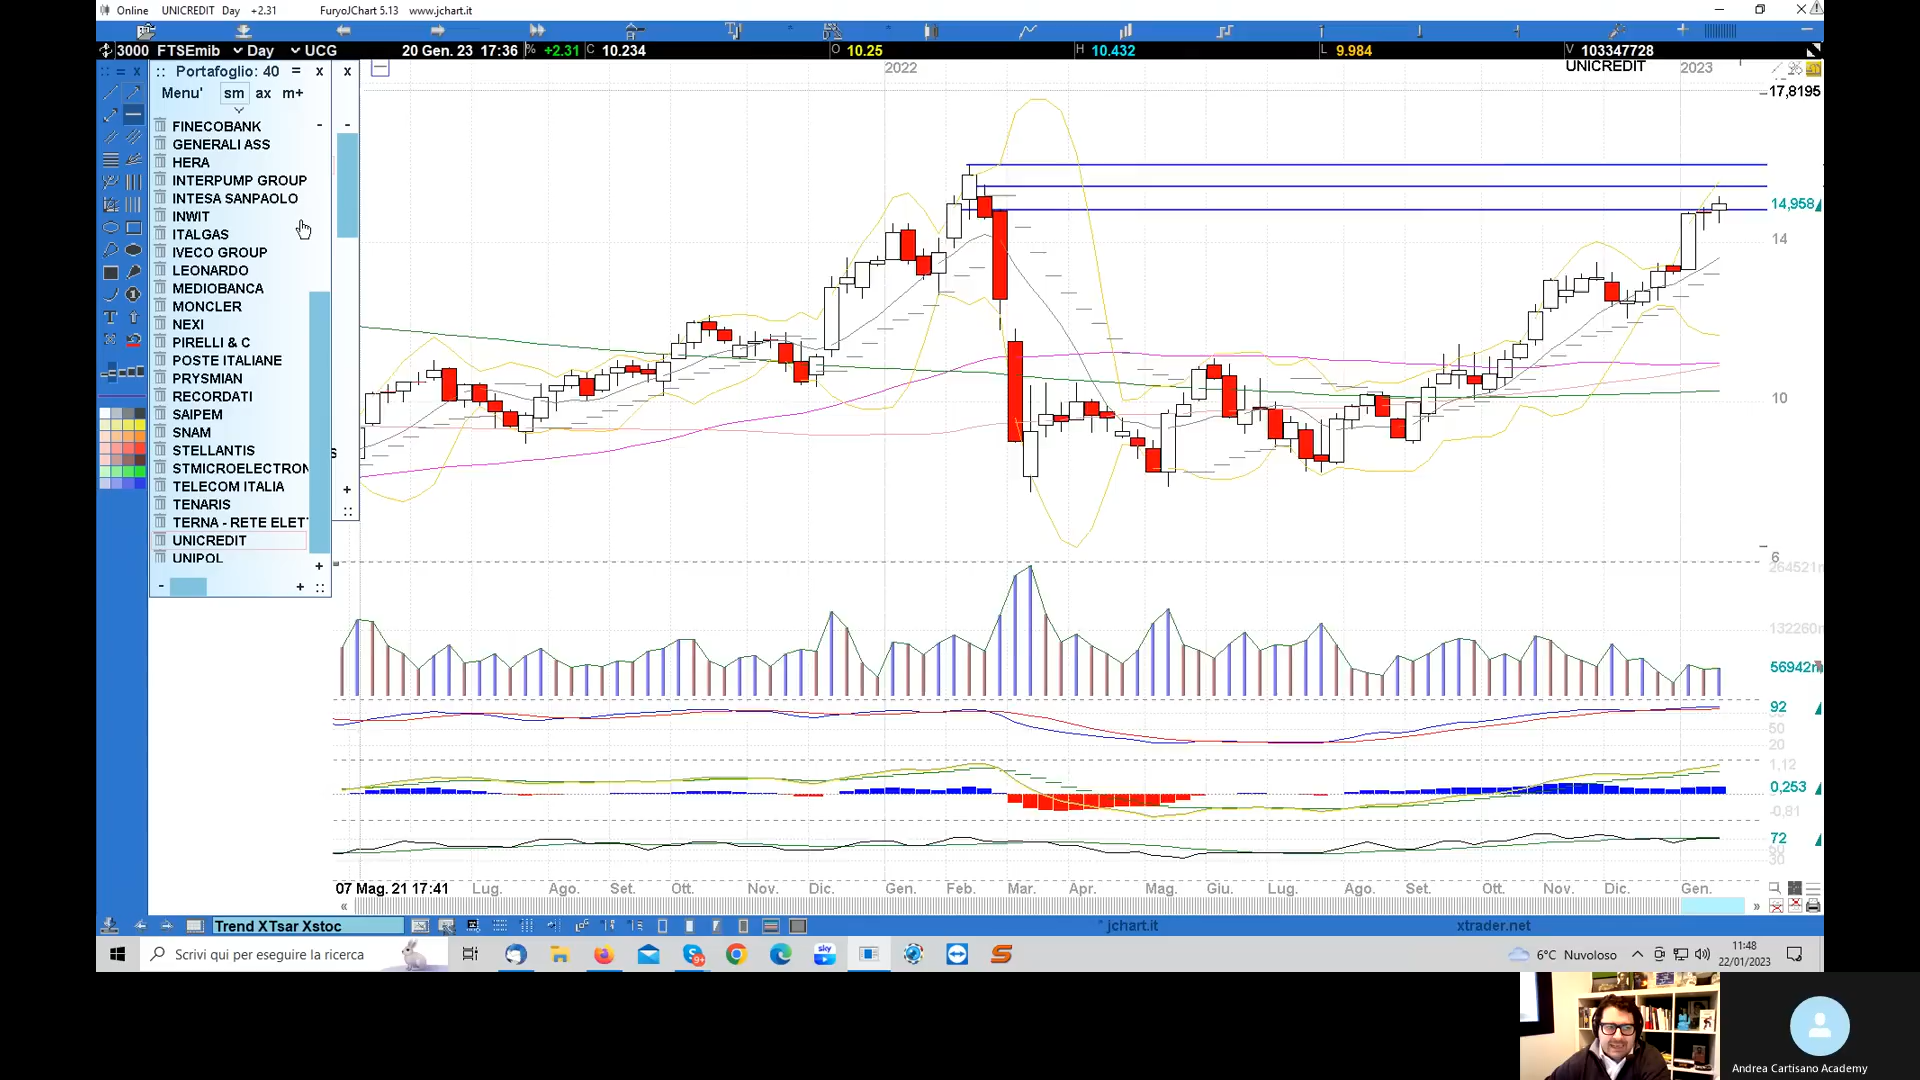 Online UNICREDIT Day +2.31 FuryoJChart 5.13 www.jchart.it
3000 FTSEmib Day UCG 20 Gen. 23 17:36 % +2.31 C 10.234 O 10.25 H 10.432 L 9.984 V 103347728
Portafoglio: 40 = x x
Menu' sm ax m+
FINECOBANK
GENERALI ASS
HERA
INTERPUMP GROUP
INTESA SANPAOLO
INWIT
ITALGAS
IVECO GROUP
LEONARDO
MEDIOBANCA
MONCLER
NEXI
PIRELLI & C
POSTE ITALIANE
PRYSMIAN
RECORDATI
SAIPEM
SNAM
STELLANTIS
STMICROELECTRON
TELECOM ITALIA
TENARIS
TERNA - RETE ELET
UNICREDIT
UNIPOL
2022
UNICREDIT
2023
17,8195
14,958
14
10
6
264521
132260
56942
92
50
20
1,12
0,253
-0,81
72
50
30
07 Mag. 21 17:41 Lug. Ago. Set. Ott. Nov. Dic. Gen. Feb. Mar. Apr. Mag. Giu. Lug. Ago. Set. Ott. Nov. Dic. Gen.
Trend XTsar Xstoc
* jchart.it
xtrader.net
Scrivi qui per eseguire la ricerca
sky
6°C Nuvoloso
11:48
22/01/2023
Andrea Cartisano Academy